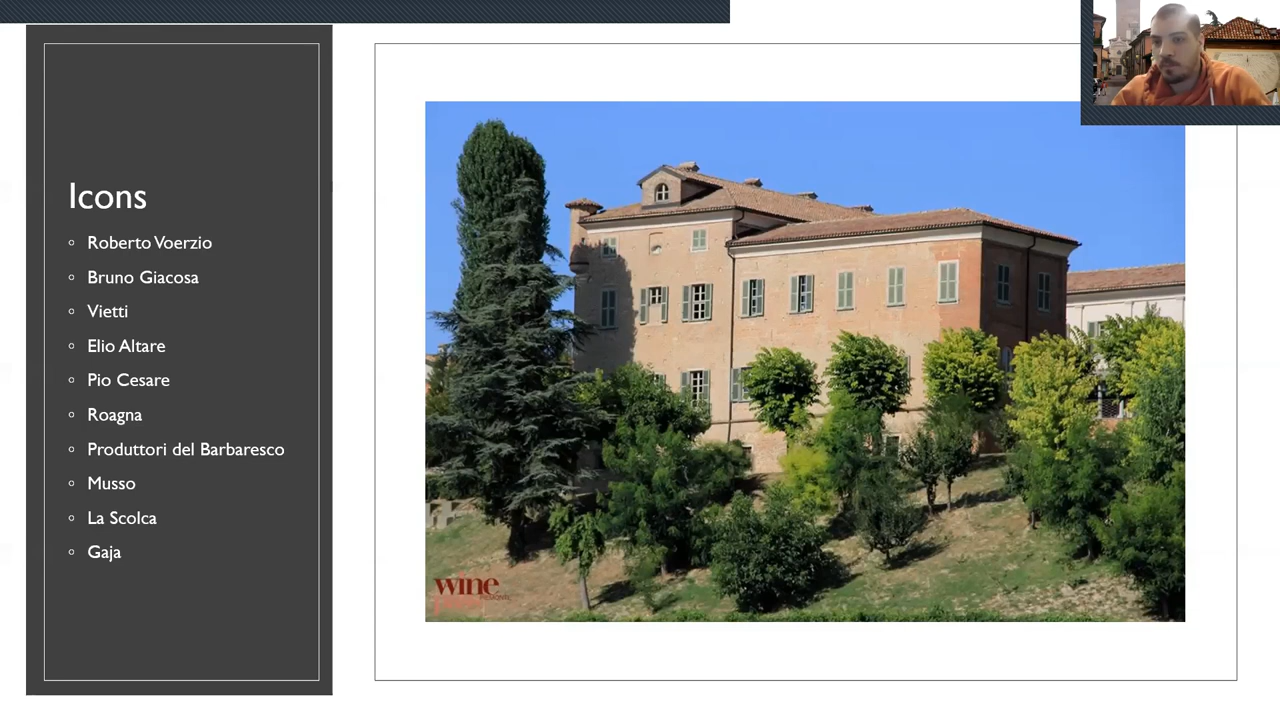 Icons
Roberto Voerzio
Bruno Giacosa
Vietti
Elio Altare
Pio Cesare
Roagna
Produttori del Barbaresco
Musso
La Scolca
Gaja
wine